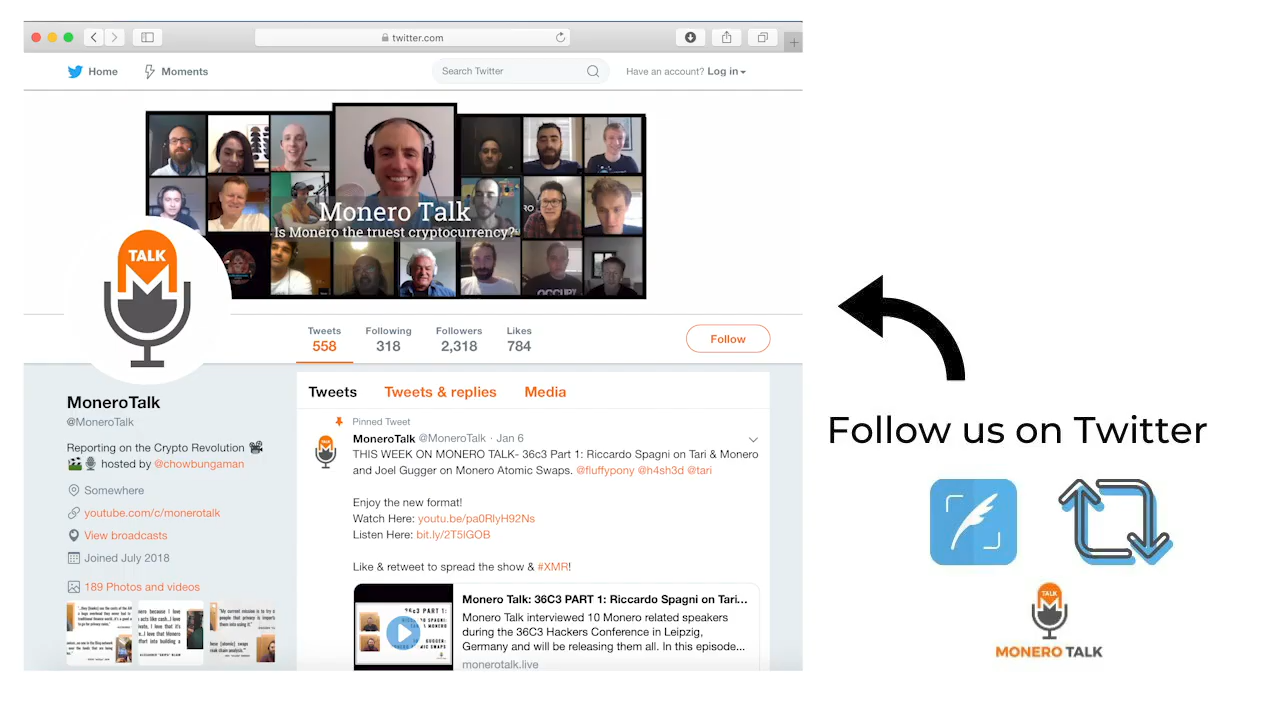 twitter.com
Home
Moments
Search Twitter
Have an account? Log in
Monero Talk
Is Monero the truest cryptocurrency?
TALK
Tweets
558
Following
318
Followers
2,318
Likes
784
Follow
MoneroTalk
@MoneroTalk
Reporting on the Crypto Revolution
hosted by @chowbungaman
Somewhere
youtube.com/c/monerotalk
View broadcasts
Joined July 2018
189 Photos and videos
Tweets
Tweets & replies
Media
Pinned Tweet
MoneroTalk @MoneroTalk · Jan 6
THIS WEEK ON MONERO TALK- 36c3 Part 1: Riccardo Spagni on Tari & Monero
and Joel Gugger on Monero Atomic Swaps. @fluffypony @h4sh3d @tari
Enjoy the new format!
Watch Here: youtu.be/pa0RlyH92Ns
Listen Here: bit.ly/2T5IGOB
Like & retweet to spread the show & #XMR!
36C3 PART 1:
Monero Talk: 36C3 PART 1: Riccardo Spagni on Tari...
Monero Talk interviewed 10 Monero related speakers
during the 36C3 Hackers Conference in Leipzig,
Germany and will be releasing them all. In this episode...
monerotalk.live
Follow us on Twitter
TALK
MONERO TALK